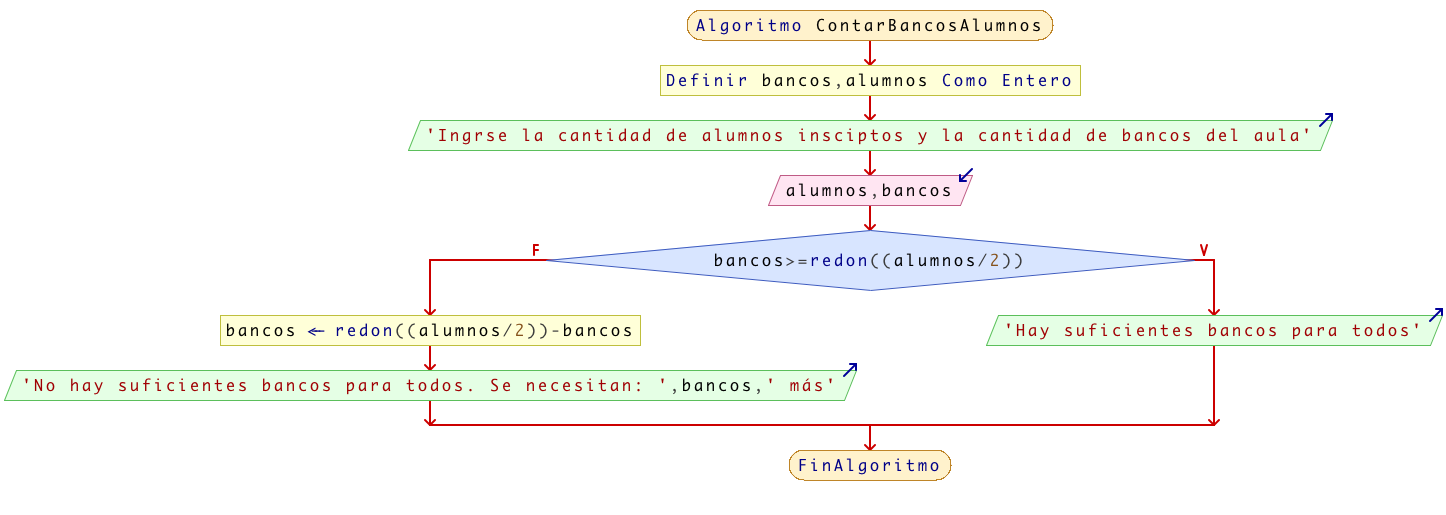 Algoritmo ContarBancosAlumnos
Definir bancos,alumnos Como Entero
'Ingrse la cantidad de alumnos insciptos y la cantidad de bancos del aula'
alumnos,bancos
F
V
bancos>=redon((alumnos/2))
bancos ← redon((alumnos/2))-bancos
'Hay suficientes bancos para todos'
'No hay suficientes bancos para todos. Se necesitan: ',bancos,' más'
FinAlgoritmo